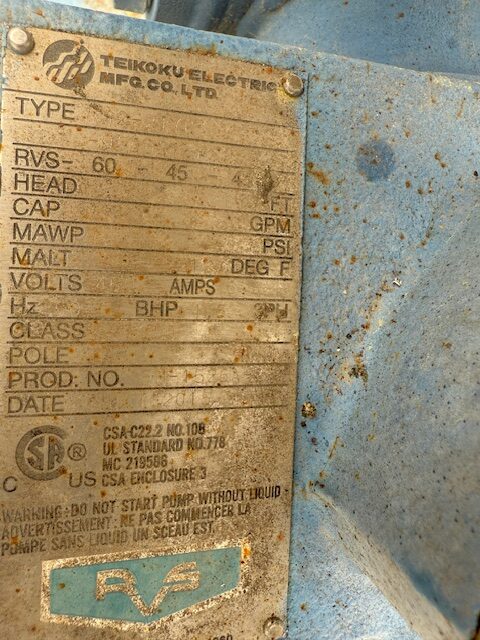 TEIKOKU ELECTRIC
MFG. CO. LTD.
TYPE
RVS- 60 - 45
HEAD FT
CAP GPM
MAWP PSI
MALT DEG F
VOLTS AMPS
Hz BHP
CLASS
POLE
PROD. NO.
DATE
CSA-C22.2 NO.108
UL STANDARD NO.778
MC 219566
CSA ENCLOSURE 3
SA ®
C US
WARNING: DO NOT START PUMP WITHOUT LIQUID
ADVERTISSEMENT: NE PAS COMMENCER LA
POMPE SANS LIQUID UN SCEAU EST.
RVS